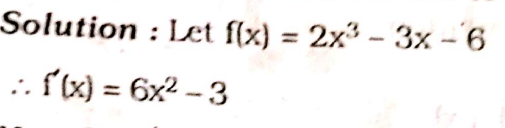 Solution : Let f(x) = 2x³ – 3x – 6
∴ f′(x) = 6x² – 3